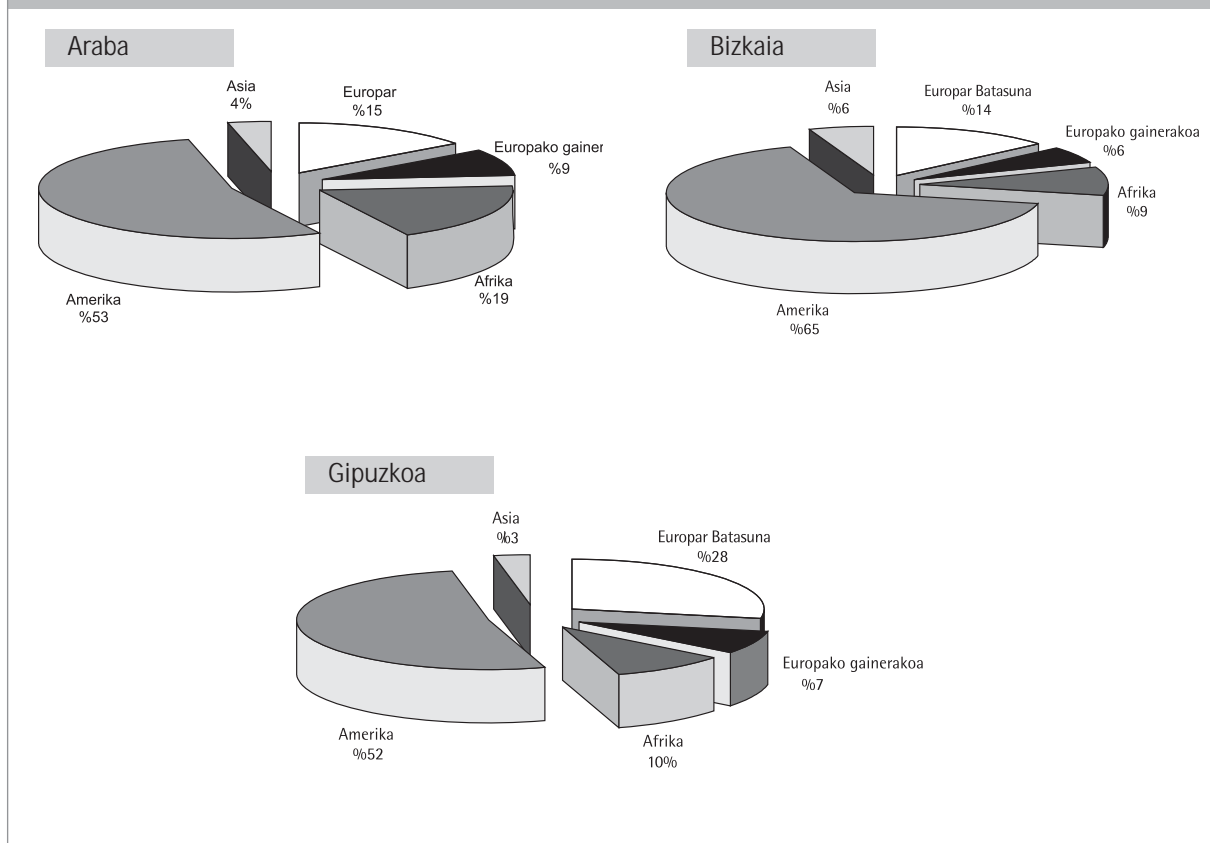 Araba
Asia
4%
Europar
%15
Europako gainer
%9
Afrika
%19
Amerika
%53
Bizkaia
Asia
%6
Europar Batasuna
%14
Europako gainerakoa
%6
Afrika
%9
Amerika
%65
Gipuzkoa
Asia
%3
Europar Batasuna
%28
Europako gainerakoa
%7
Afrika
10%
Amerika
%52